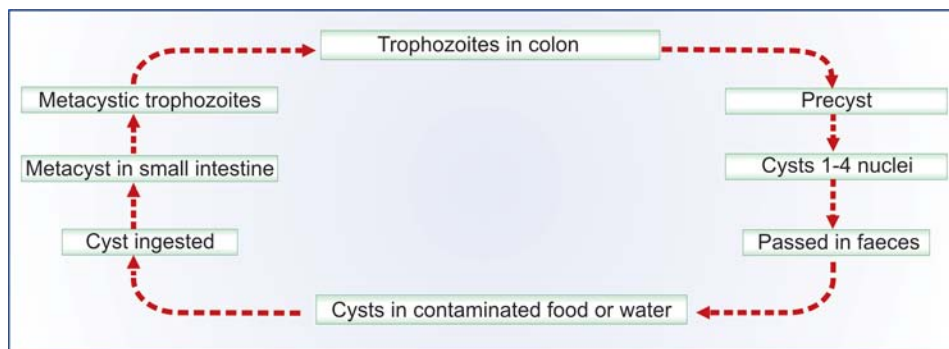 Trophozoites in colon
Metacystic trophozoites
Precyst
Metacyst in small intestine
Cysts 1-4 nuclei
Cyst ingested
Passed in faeces
Cysts in contaminated food or water